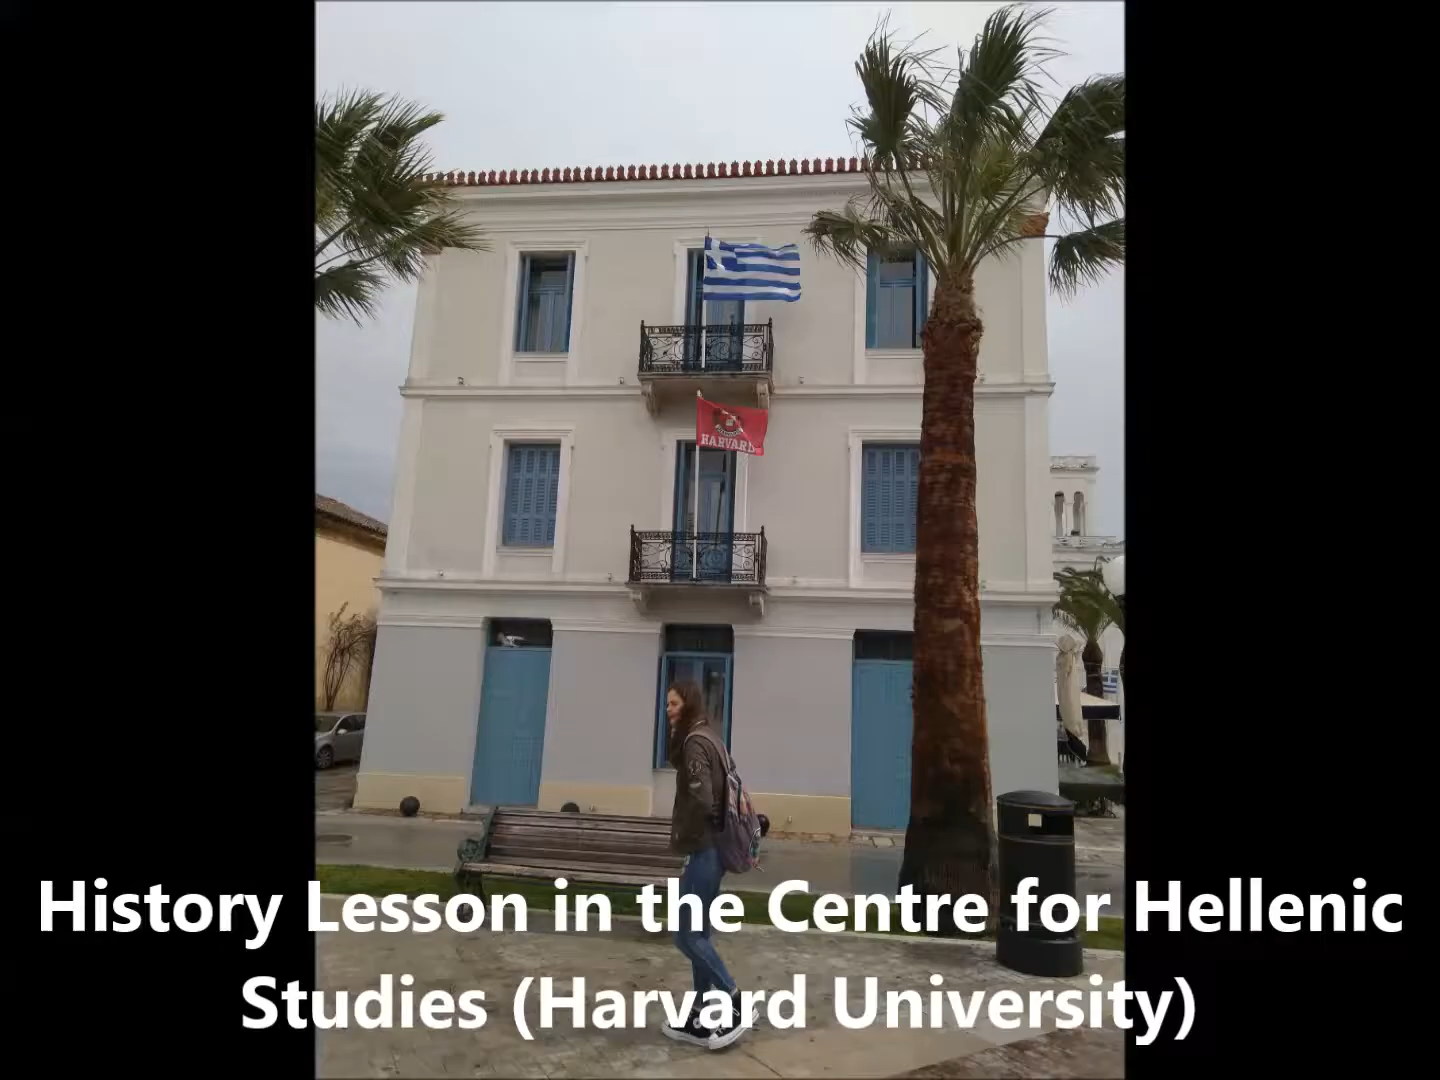 HARVARD
History Lesson in the Centre for Hellenic
Studies (Harvard University)